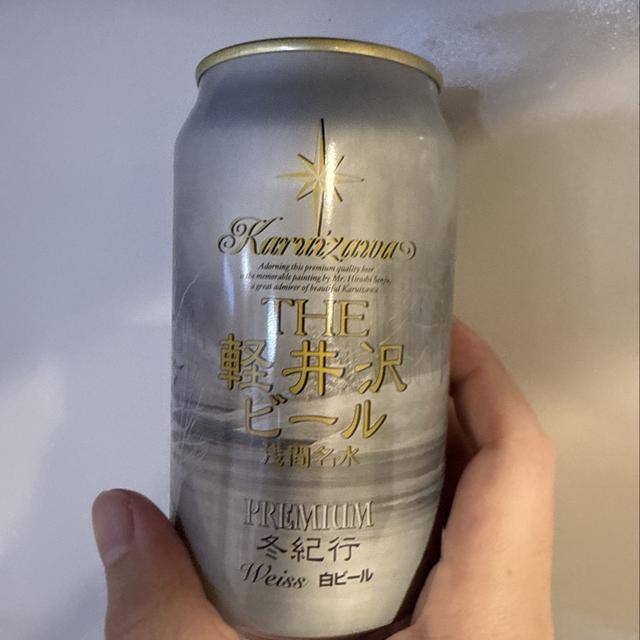 Karuizawa
Adorning this premium quality beer
is the memorable painting by Mr. Hiroshi Senju,
a great admirer of beautiful Karuizawa
THE
軽井沢
ビール
浅間名水
PREMIUM
冬紀行
Weiss 白ビール